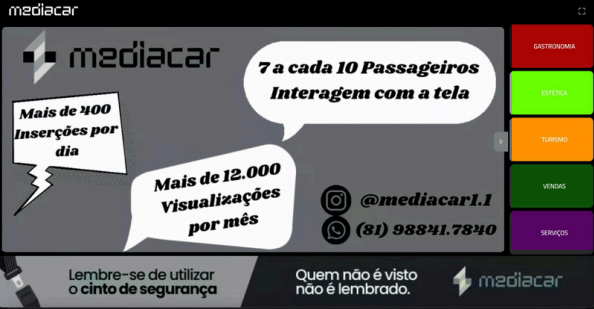 mediacar
mediacar
7 a cada 10 Passageiros
Interagem com a tela
Mais de 400
Inserções por
dia
Mais de 12.000
Visualizações
por mês
@mediacar1.1
(81) 98841.7840
GASTRONOMIA
ESTÉTICA
TURISMO
VENDAS
SERVIÇOS
Lembre-se de utilizar
o cinto de segurança
Quem não é visto
não é lembrado.
mediacar